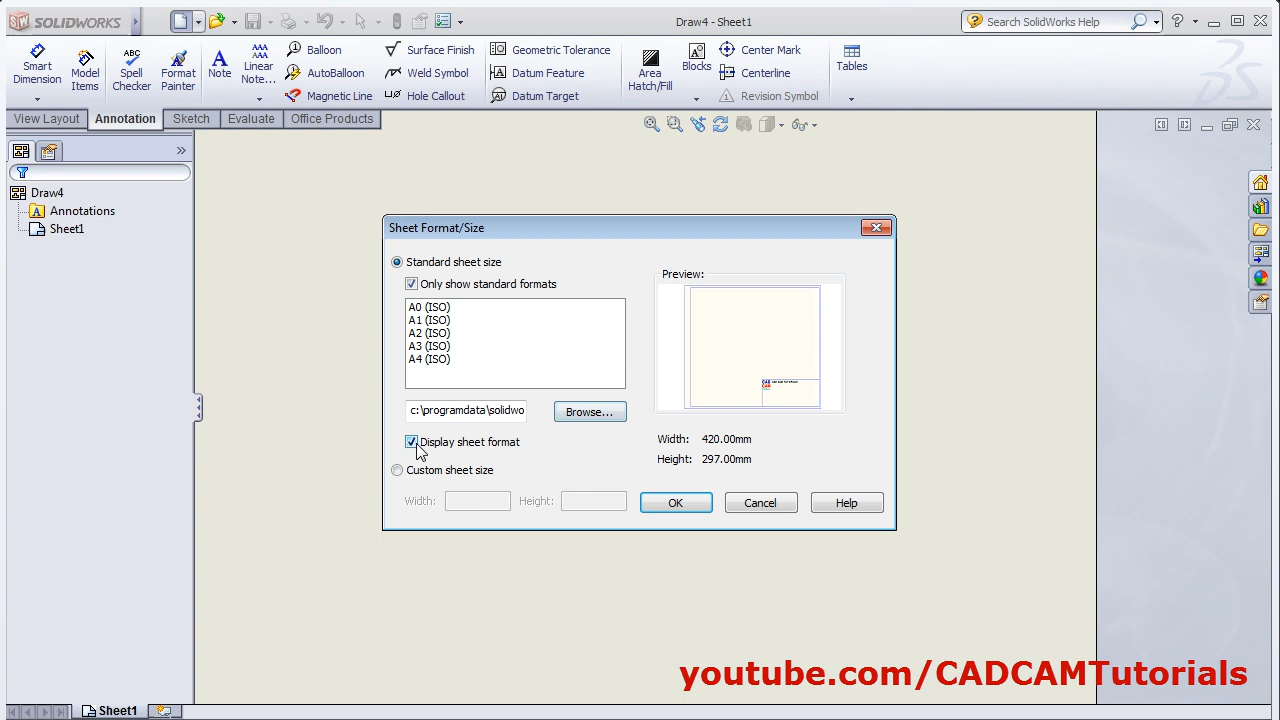 SOLIDWORKS
Draw4 - Sheet1
Search SolidWorks Help
Smart Dimension
Model Items
Spell Checker
Format Painter
Note
Linear Note...
Balloon
AutoBalloon
Magnetic Line
Surface Finish
Weld Symbol
Hole Callout
Geometric Tolerance
Datum Feature
Datum Target
Area Hatch/Fill
Blocks
Center Mark
Centerline
Revision Symbol
Tables
View Layout
Annotation
Sketch
Evaluate
Office Products
Draw4
Annotations
Sheet1
Sheet Format/Size
Standard sheet size
Only show standard formats
A0 (ISO)
A1 (ISO)
A2 (ISO)
A3 (ISO)
A4 (ISO)
c:\programdata\solidwo
Browse...
Display sheet format
Custom sheet size
Width:
Height:
Preview:
Width: 420.00mm
Height: 297.00mm
OK
Cancel
Help
youtube.com/CADCAMTutorials
Sheet1